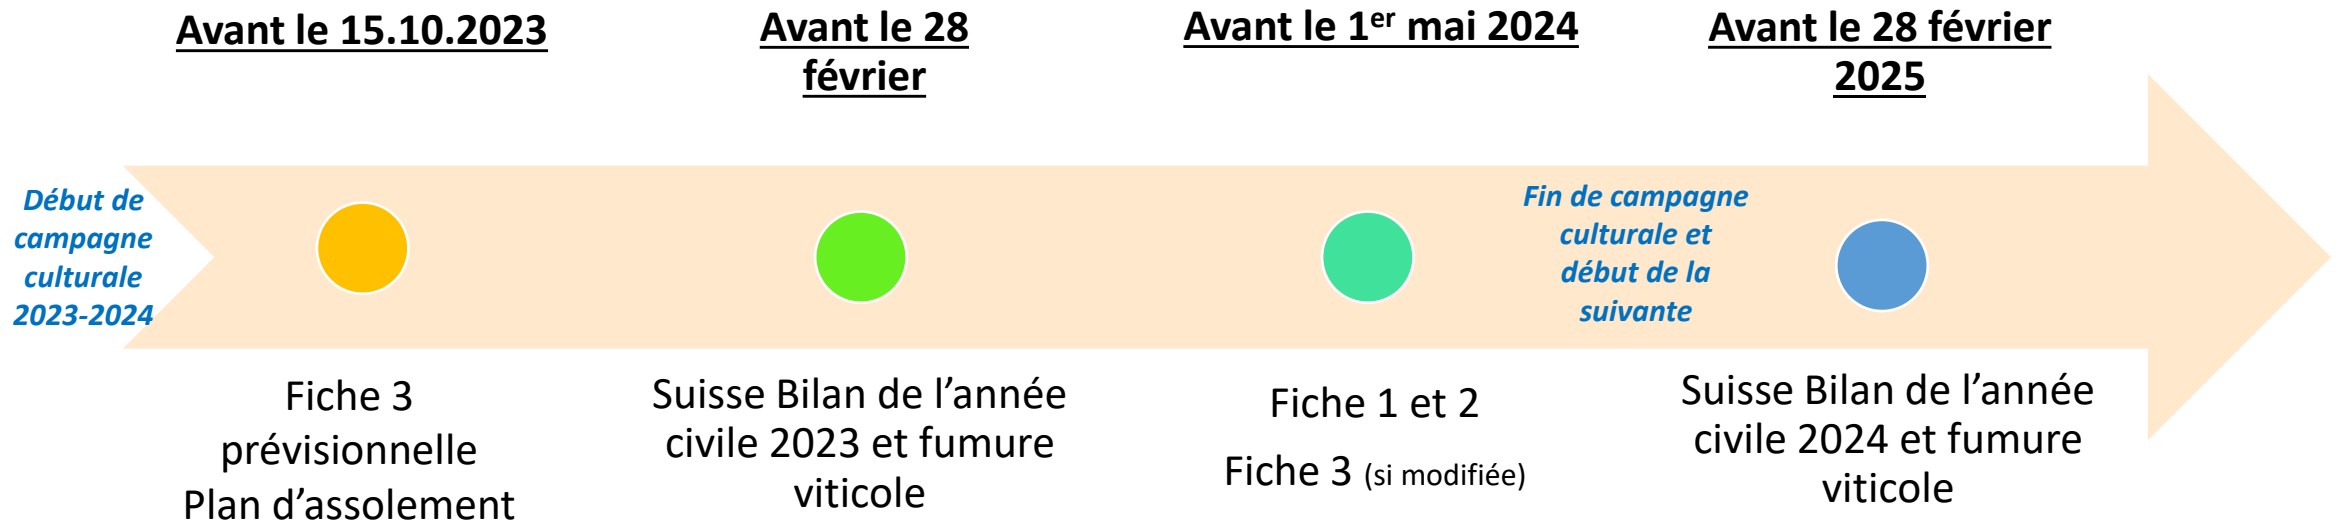 Avant le 15.10.2023
Avant le 28
février
Avant le 1er mai 2024
Avant le 28 février
2025
Début de
campagne
culturale
2023-2024
Fin de campagne
culturale et
début de la
suivante
Fiche 3
prévisionnelle
Plan d’assolement
Suisse Bilan de l’année
civile 2023 et fumure
viticole
Fiche 1 et 2
Fiche 3 (si modifiée)
Suisse Bilan de l’année
civile 2024 et fumure
viticole